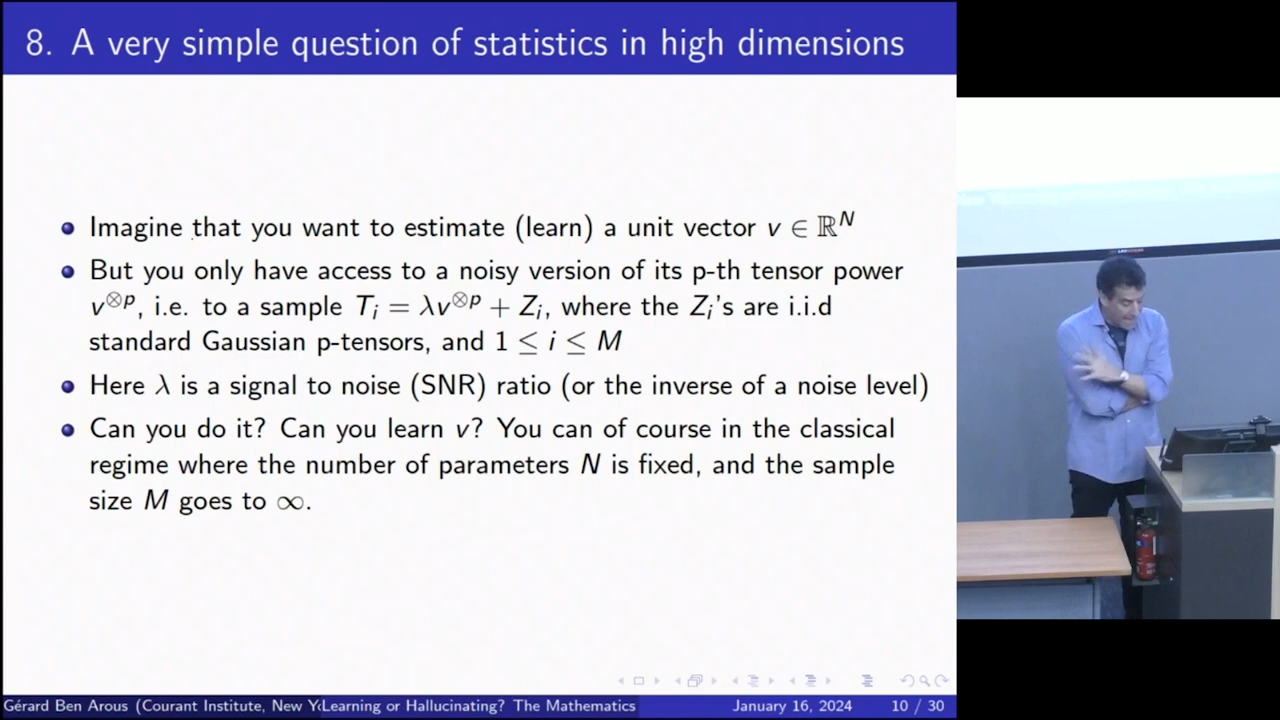 8. A very simple question of statistics in high dimensions
Imagine that you want to estimate (learn) a unit vector v ∈ ℝᴺ
But you only have access to a noisy version of its p-th tensor power
v⊗ᵖ, i.e. to a sample Tᵢ = λv⊗ᵖ + Zᵢ, where the Zᵢ's are i.i.d
standard Gaussian p-tensors, and 1 ≤ i ≤ M
Here λ is a signal to noise (SNR) ratio (or the inverse of a noise level)
Can you do it? Can you learn v? You can of course in the classical
regime where the number of parameters N is fixed, and the sample
size M goes to ∞.
Gérard Ben Arous (Courant Institute, New Y Learning or Hallucinating? The Mathematics January 16, 2024 10 / 30